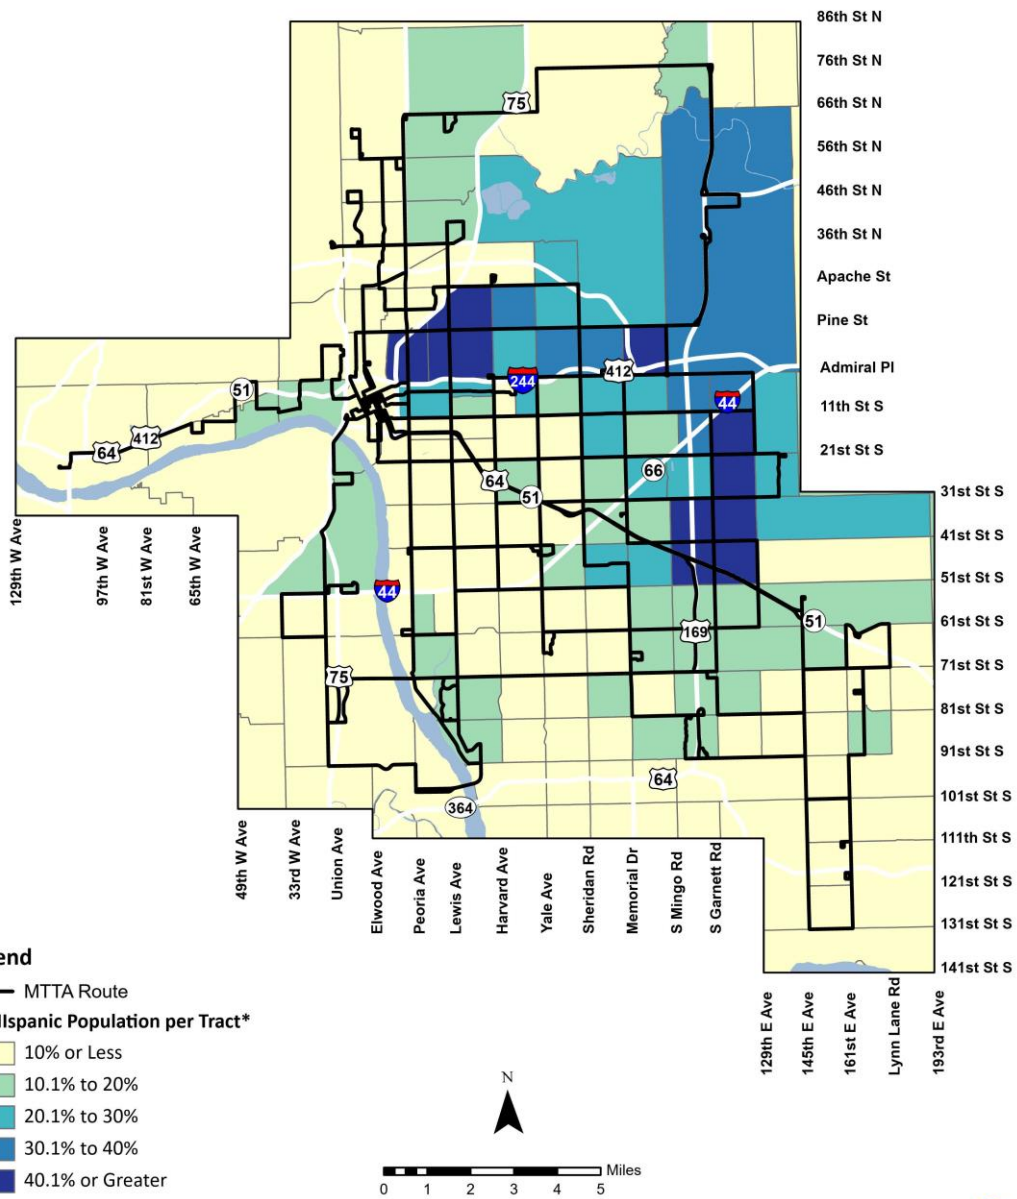 86th St N
76th St N
75
66th St N
56th St N
46th St N
36th St N
Apache St
Pine St
Admiral Pl
412
244
51
44
11th St S
412
64
21st St S
66
64
51
31st St S
41st St S
51st St S
44
61st St S
51
169
71st St S
75
81st St S
91st St S
64
101st St S
364
111th St S
121st St S
131st St S
141st St S
129th W Ave
97th W Ave
81st W Ave
65th W Ave
49th W Ave
33rd W Ave
Union Ave
Elwood Ave
Peoria Ave
Lewis Ave
Harvard Ave
Yale Ave
Sheridan Rd
Memorial Dr
S Mingo Rd
S Garnett Rd
129th E Ave
145th E Ave
161st E Ave
Lynn Lane Rd
193rd E Ave
end
MTTA Route
HIspanic Population per Tract*
10% or Less
10.1% to 20%
20.1% to 30%
30.1% to 40%
40.1% or Greater
N
Miles
0 1 2 3 4 5